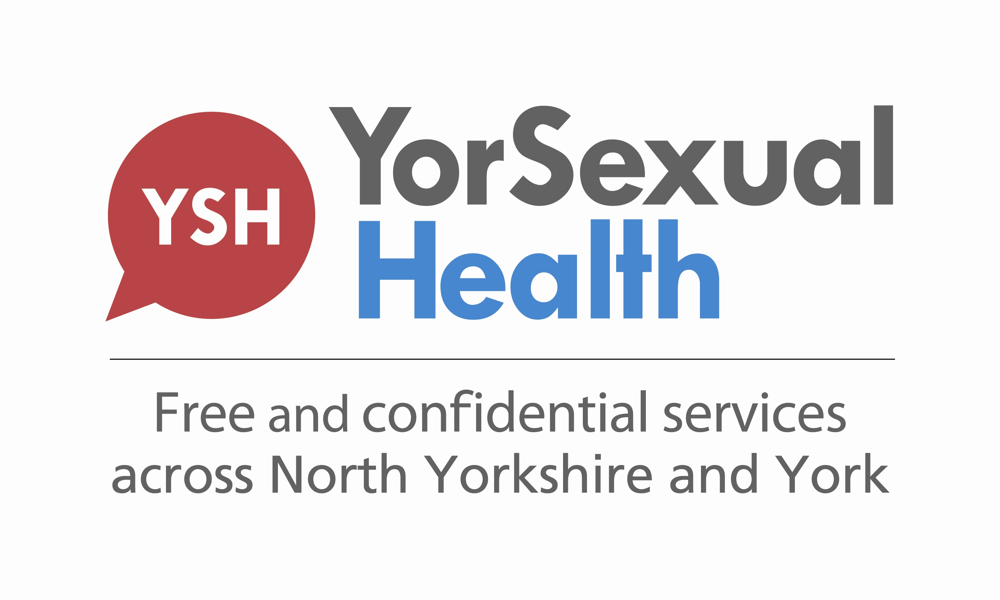 YSH
YorSexual
Health
Free and confidential services
across North Yorkshire and York